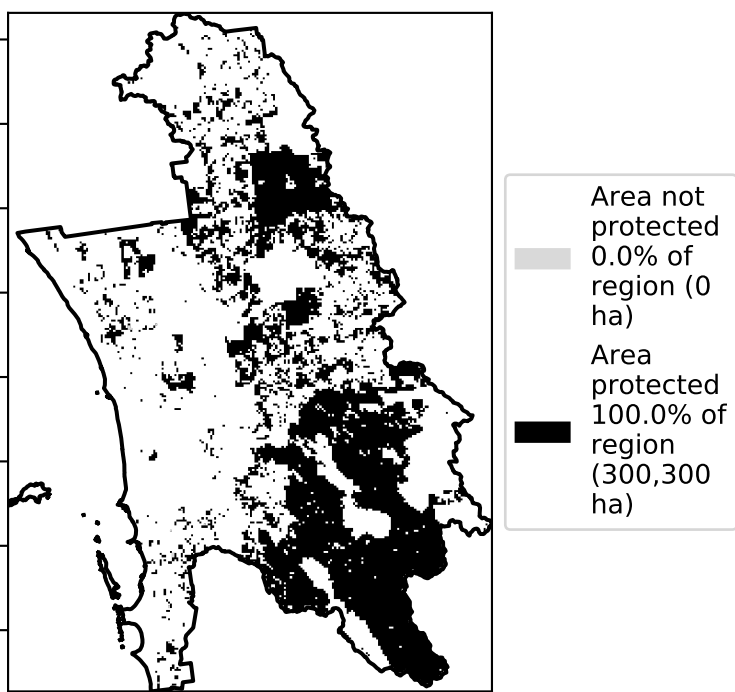 Area not
protected
0.0% of
region (0
ha)
Area
protected
100.0% of
region
(300,300
ha)